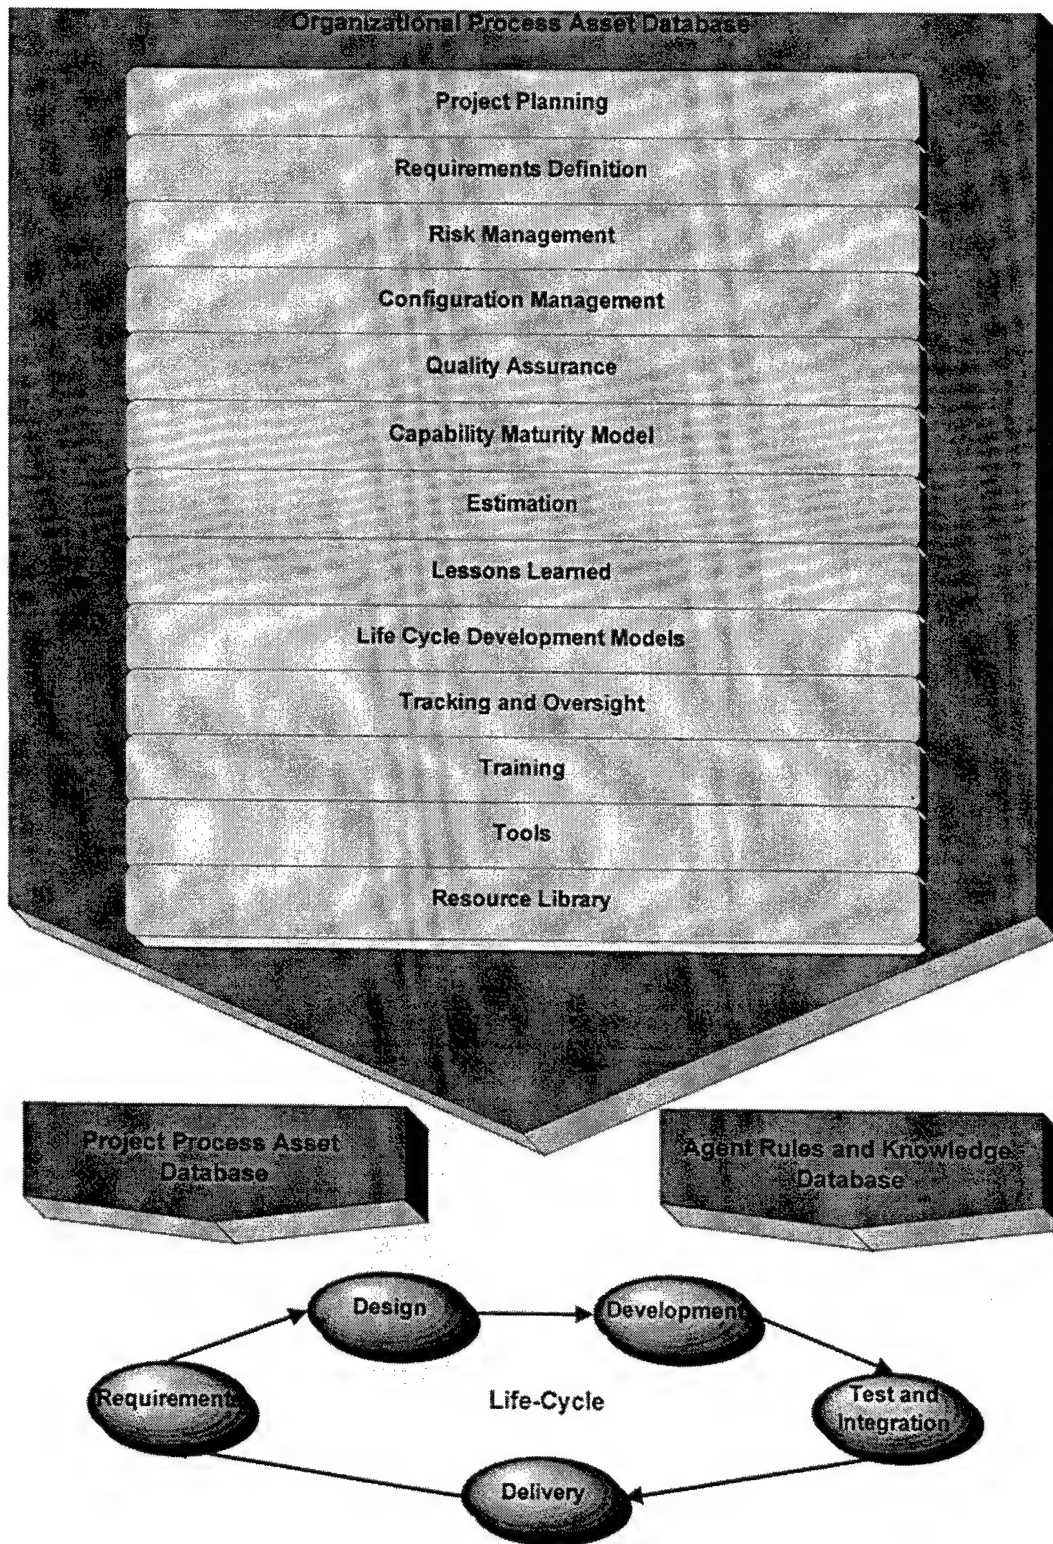 Organizational Process Asset Database
Project Planning
Requirements Definition
Risk Management
Configuration Management
Quality Assurance
Capability Maturity Model
Estimation
Lessons Learned
Life Cycle Development Models
Tracking and Oversight
Training
Tools
Resource Library
Project Process Asset
Database
Agent Rules and Knowledge
Database
Design
Development
Requirements
Life-Cycle
Test and
Integration
Delivery